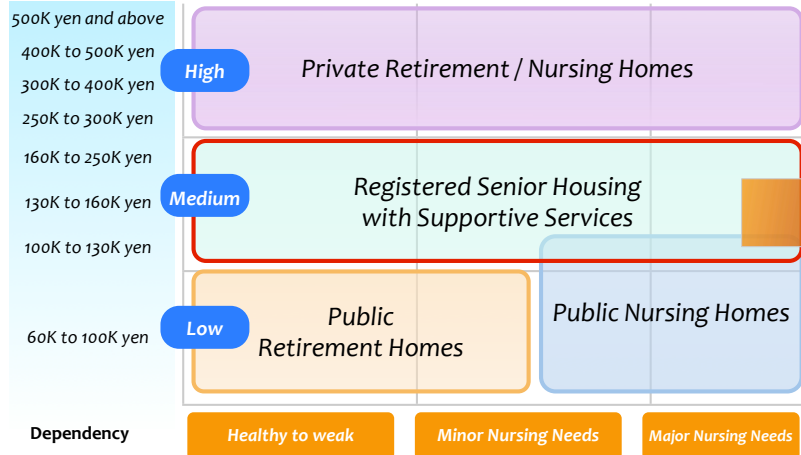 500K yen and above
400K to 500K yen
High
300K to 400K yen
250K to 300K yen
Private Retirement / Nursing Homes
160K to 250K yen
Medium
130K to 160K yen
100K to 130K yen
Registered Senior Housing
with Supportive Services
Low
60K to 100K yen
Public
Retirement Homes
Public Nursing Homes
Dependency
Healthy to weak
Minor Nursing Needs
Major Nursing Needs